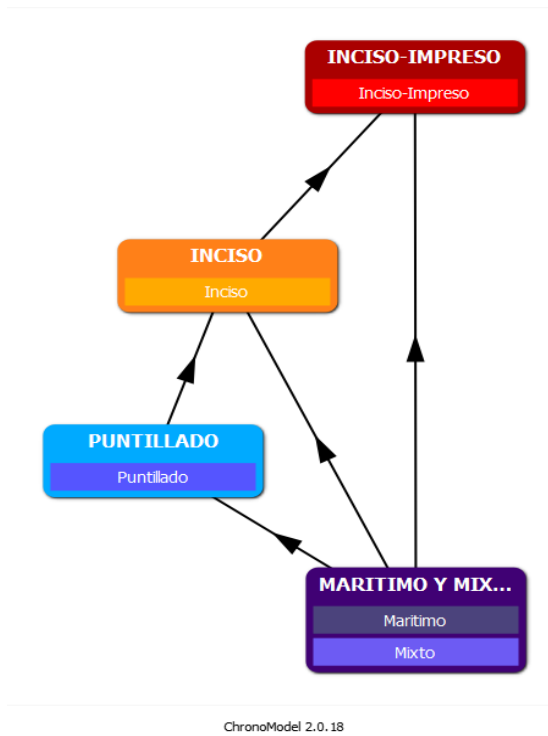 INCISO-IMPRESO
Inciso-Impreso
INCISO
Inciso
PUNTILLADO
Puntillado
MARITIMO Y MIX...
Maritimo
Mixto
ChronoModel 2.0.18